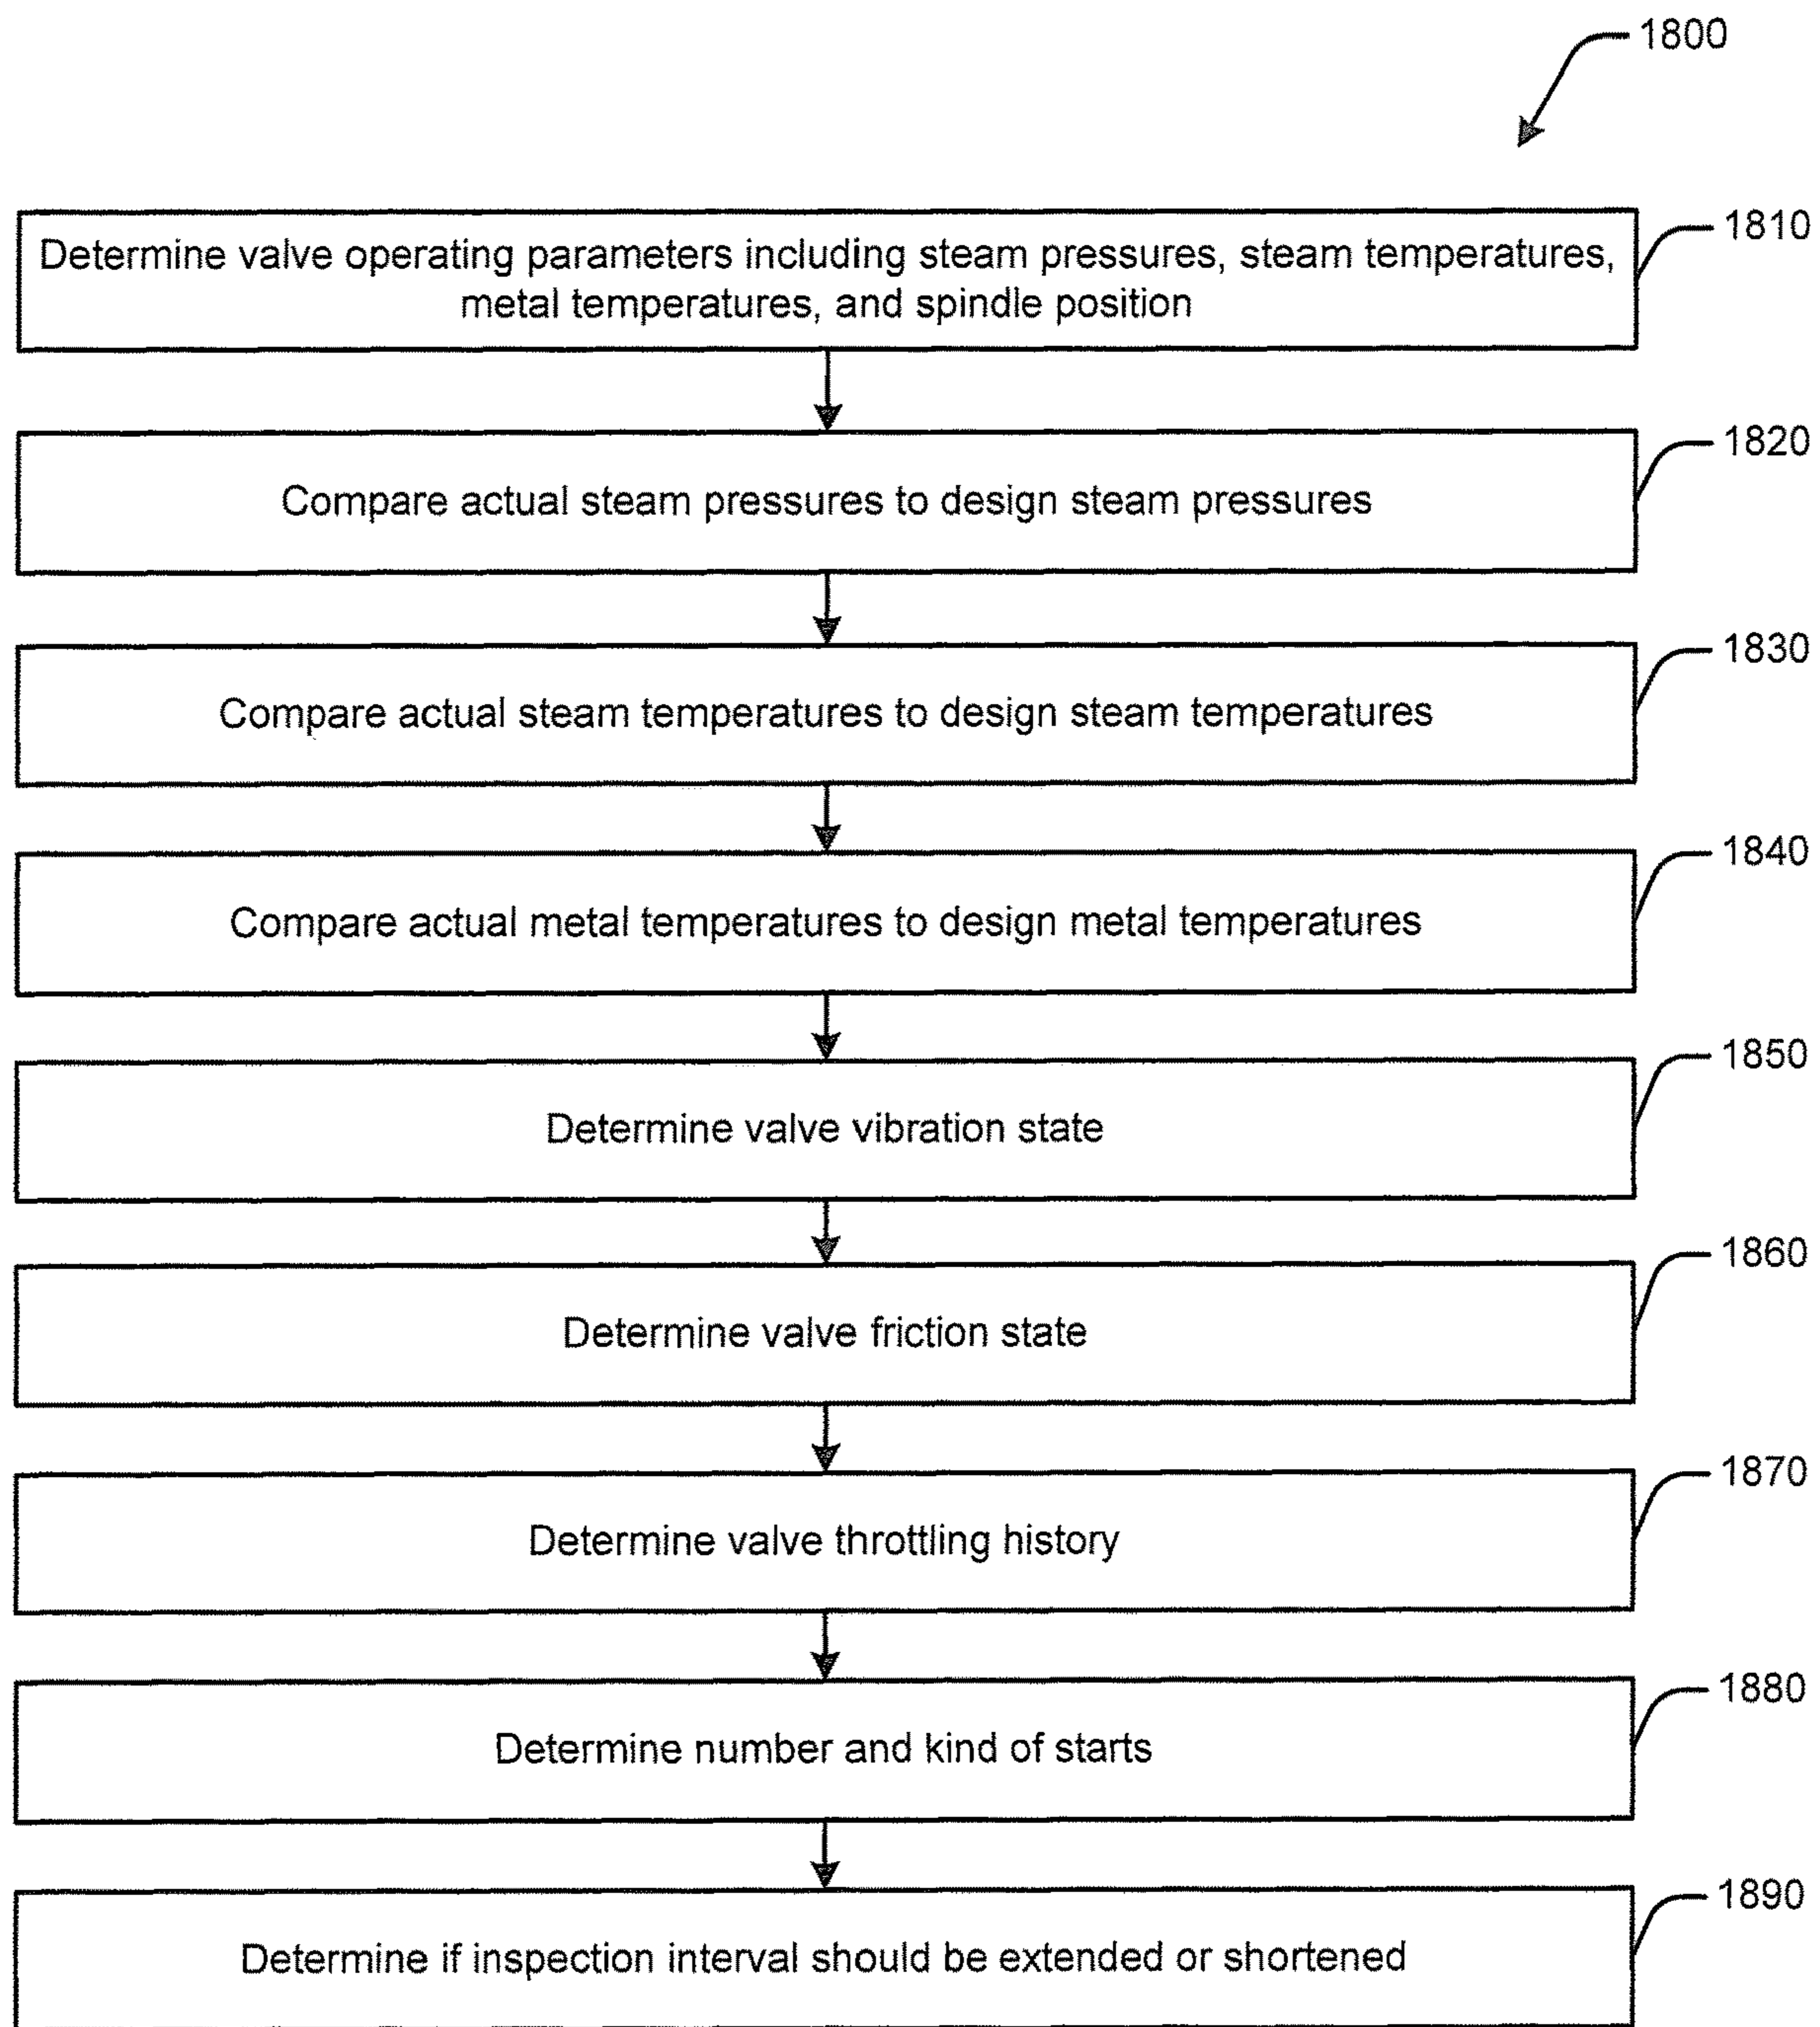 1800
Determine valve operating parameters including steam pressures, steam temperatures,
metal temperatures, and spindle position
1810
Compare actual steam pressures to design steam pressures
1820
Compare actual steam temperatures to design steam temperatures
1830
Compare actual metal temperatures to design metal temperatures
1840
Determine valve vibration state
1850
Determine valve friction state
1860
Determine valve throttling history
1870
Determine number and kind of starts
1880
Determine if inspection interval should be extended or shortened
1890